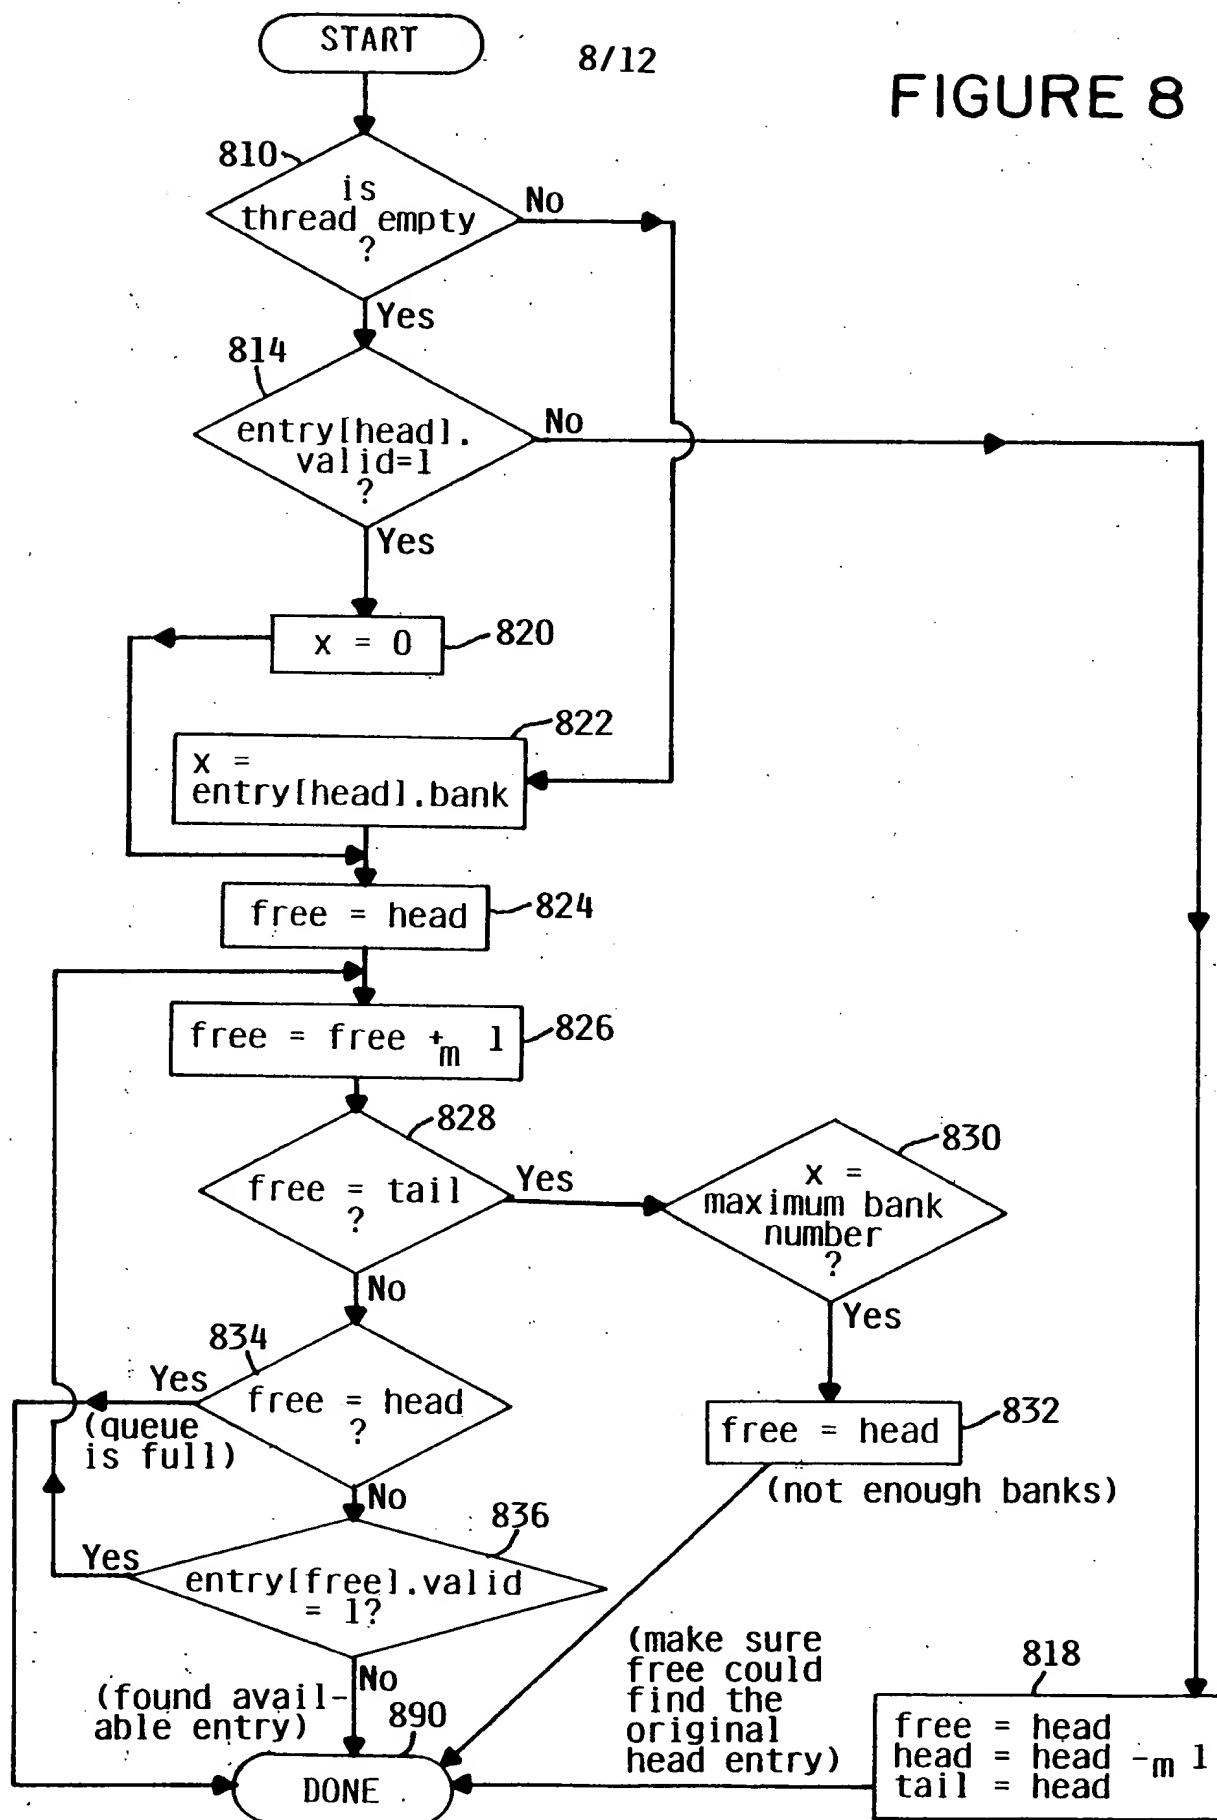 START
8/12
FIGURE 8
810
is
thread empty
?
No
Yes
814
entry[head].
valid=1
?
No
Yes
x = 0
820
822
x =
entry[head].bank
free = head
824
free = free +m 1
826
828
free = tail
?
Yes
No
830
x =
maximum bank
number
?
Yes
834
free = head
?
Yes
(queue
is full)
No
free = head
832
(not enough banks)
836
entry[free].valid
= 1?
Yes
No
(found avail-
able entry)
890
DONE
(make sure
free could
find the
original
head entry)
818
free = head
head = head -m 1
tail = head